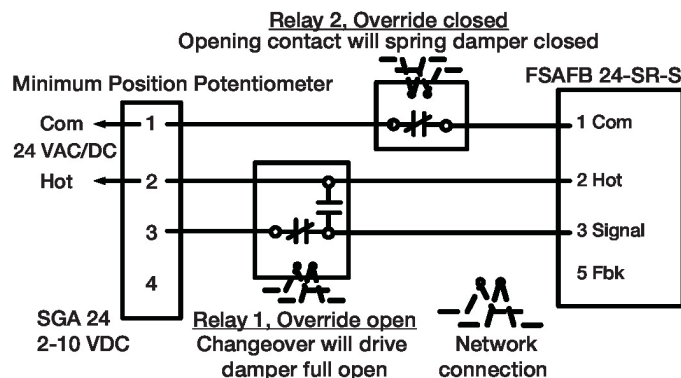 Relay 2, Override closed
Opening contact will spring damper closed
Minimum Position Potentiometer
FSAFB 24-SR-S
Com
1
1 Com
24 VAC/DC
Hot
2
2 Hot
3
3 Signal
4
5 Fbk
SGA 24
2-10 VDC
Relay 1, Override open
Changeover will drive
damper full open
Network
connection